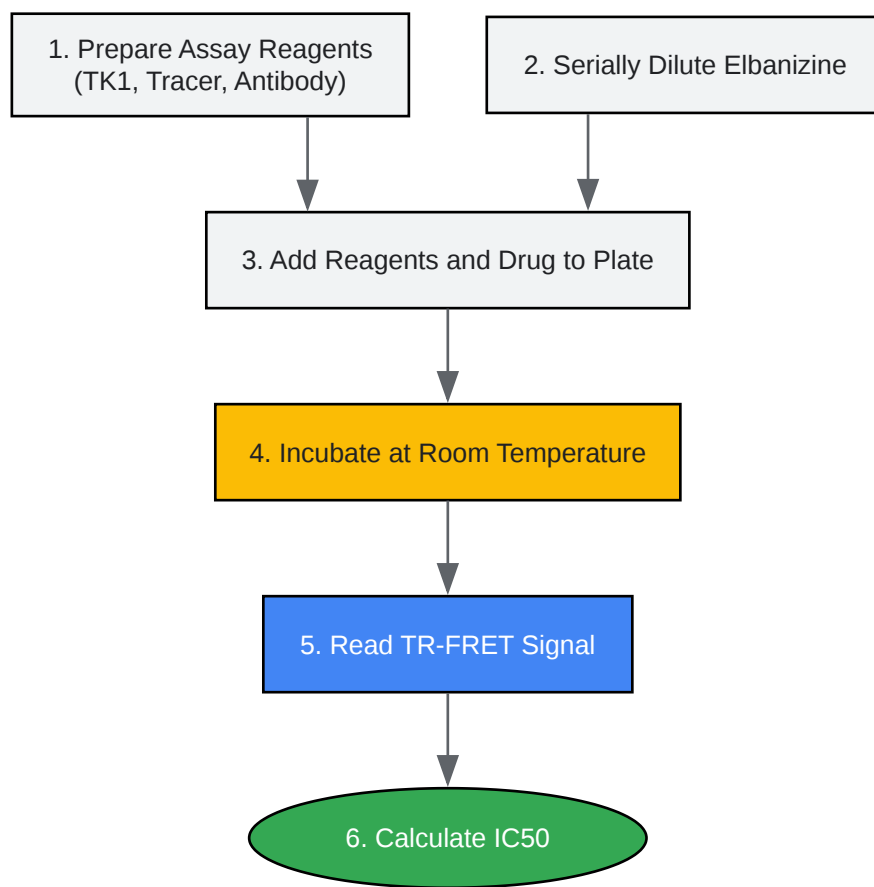 1. Prepare Assay Reagents
(TK1, Tracer, Antibody)
2. Serially Dilute Elbanizine
3. Add Reagents and Drug to Plate
4. Incubate at Room Temperature
5. Read TR-FRET Signal
6. Calculate IC50